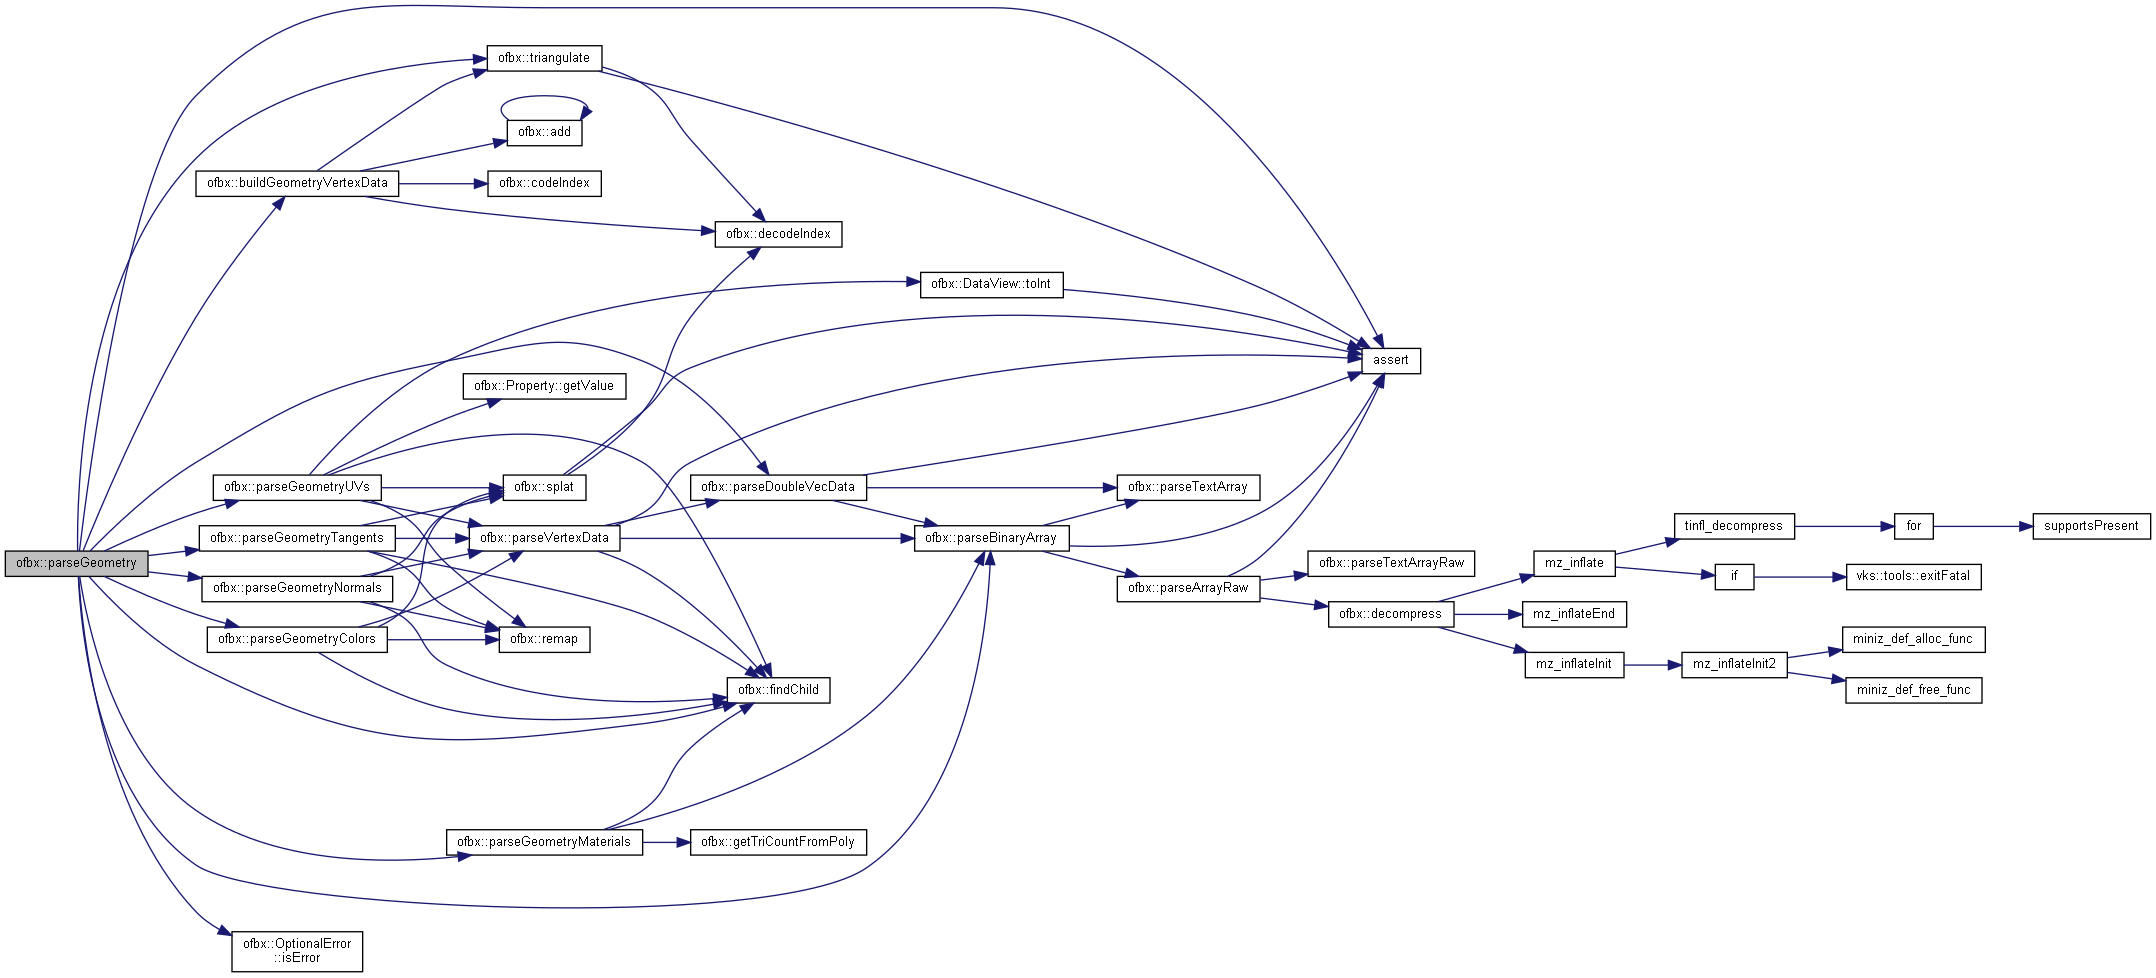 ofbx::parseGeometry
ofbx::triangulate
ofbx::add
ofbx::buildGeometryVertexData
ofbx::codeIndex
ofbx::decodeIndex
ofbx::DataView::toInt
assert
ofbx::Property::getValue
ofbx::parseGeometryUVs
ofbx::splat
ofbx::parseDoubleVecData
ofbx::parseTextArray
ofbx::parseGeometryTangents
ofbx::parseVertexData
ofbx::parseBinaryArray
tinfl_decompress
for
supportsPresent
ofbx::parseTextArrayRaw
mz_inflate
if
vks::tools::exitFatal
ofbx::parseGeometryNormals
ofbx::parseArrayRaw
ofbx::decompress
mz_inflateEnd
ofbx::parseGeometryColors
ofbx::remap
mz_inflateInit
mz_inflateInit2
miniz_def_alloc_func
miniz_def_free_func
ofbx::findChild
ofbx::parseGeometryMaterials
ofbx::getTriCountFromPoly
ofbx::OptionalError
::isError